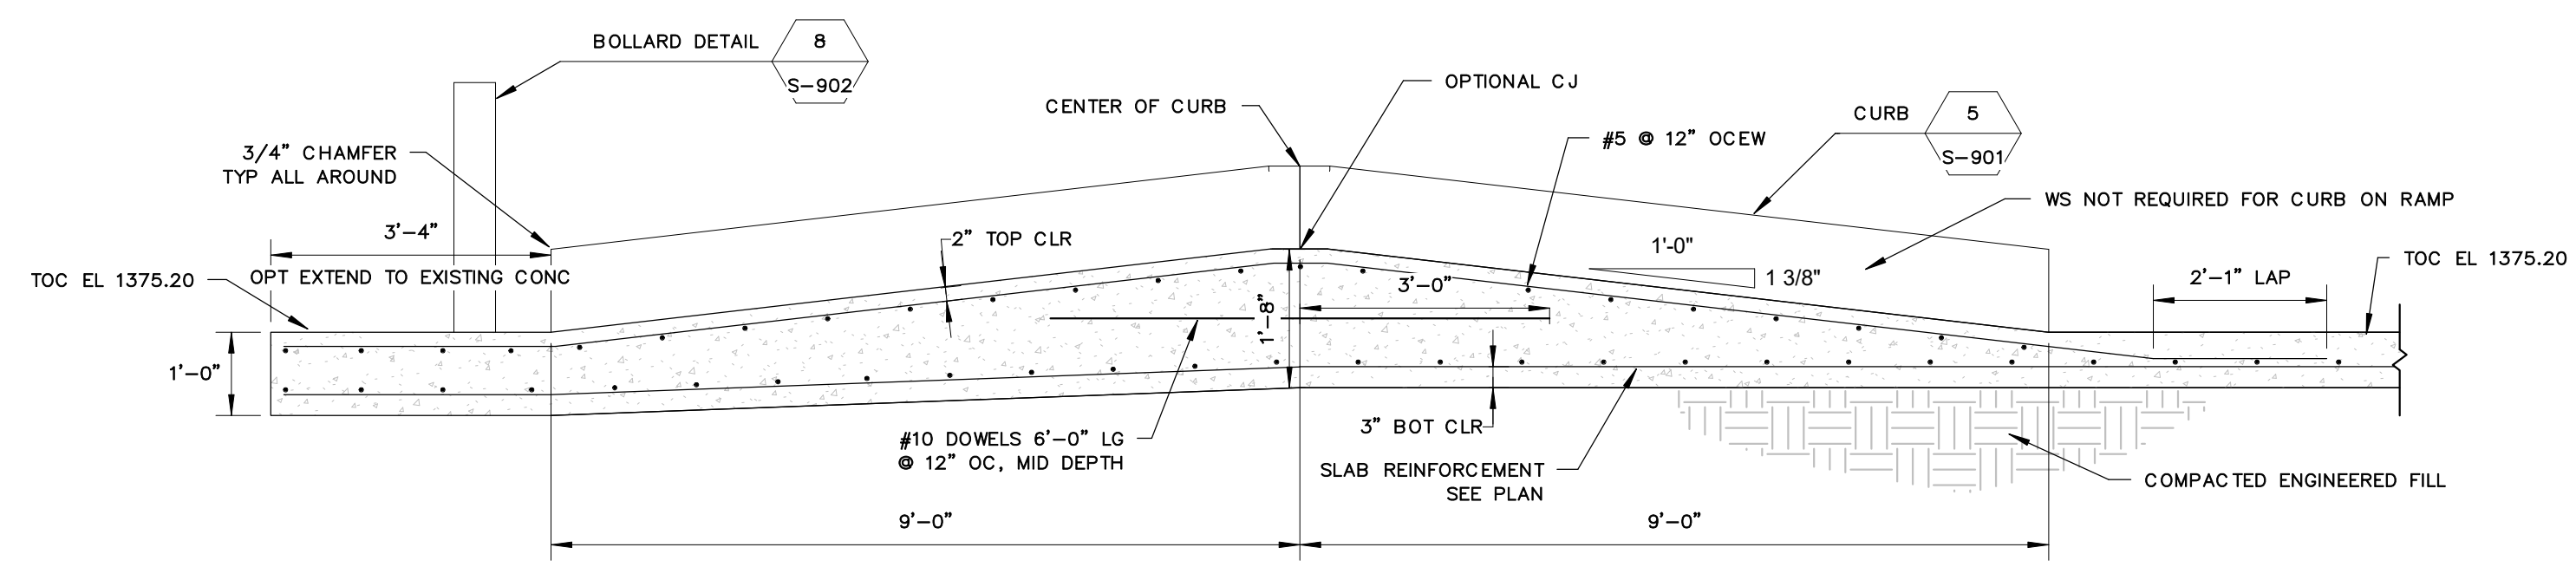 BOLLARD DETAIL
8
S-902
CENTER OF CURB
OPTIONAL CJ
CURB
5
S-901
#5 @ 12" OCEW
3/4" CHAMFER
TYP ALL AROUND
WS NOT REQUIRED FOR CURB ON RAMP
3'-4"
2" TOP CLR
1'-0"
1 3/8"
TOC EL 1375.20
OPT EXTEND TO EXISTING CONC
3'-0"
2'-1" LAP
TOC EL 1375.20
1'-8"
1'-0"
3" BOT CLR
#10 DOWELS 6'-0" LG
@ 12" OC, MID DEPTH
SLAB REINFORCEMENT
SEE PLAN
COMPACTED ENGINEERED FILL
9'-0"
9'-0"